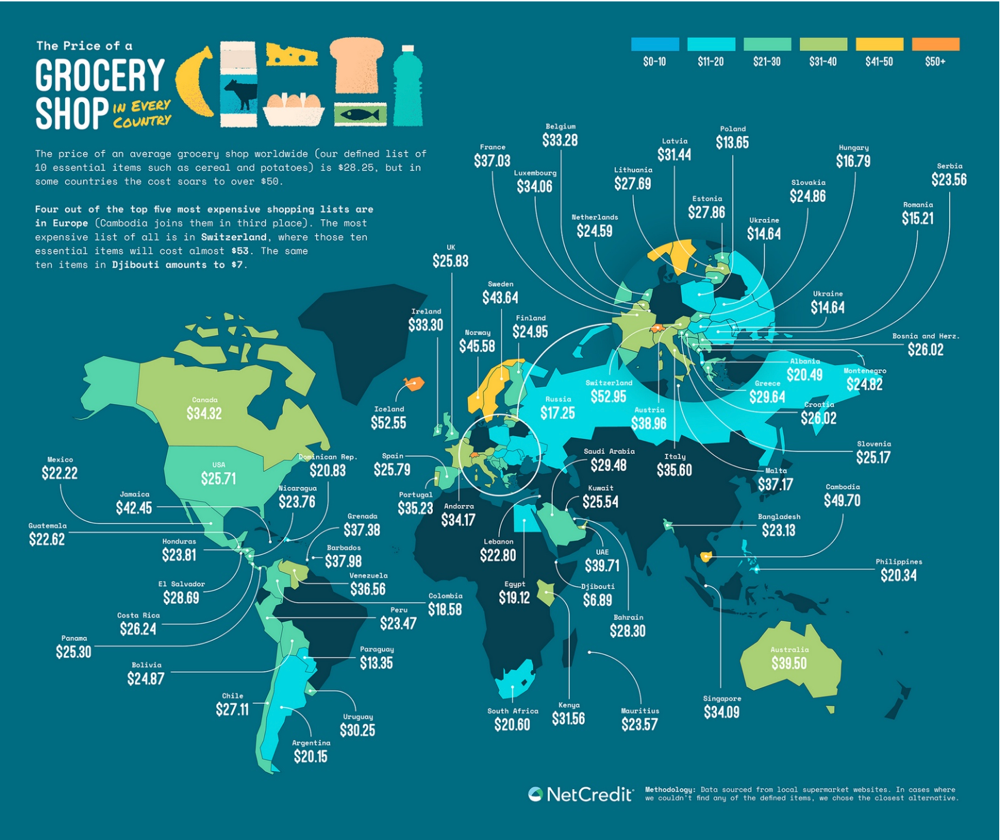 The Price of a
GROCERY
SHOP IN EVERY
COUNTRY
$0-10 $11-20 $21-30 $31-40 $41-50 $50+
The price of an average grocery shop worldwide (our defined list of
10 essential items such as cereal and potatoes) is $28.25, but in
some countries the cost soars to over $50.
Four out of the top five most expensive shopping lists are
in Europe (Cambodia joins them in third place). The most
expensive list of all is in Switzerland, where those ten
essential items will cost almost $53. The same
ten items in Djibouti amounts to $7.
Belgium
$33.28
France
$37.03
Luxembourg
$34.06
Netherlands
$24.59
Lithuania
$27.69
Latvia
$31.44
Poland
$13.65
Estonia
$27.86
Ukraine
$14.64
Hungary
$16.79
Slovakia
$24.86
Serbia
$23.56
Romania
$15.21
Ukraine
$14.64
Bosnia and Herz.
$26.02
Albania
$20.49
Montenegro
$24.82
Greece
$29.64
Croatia
$26.02
Slovenia
$25.17
Malta
$37.17
Italy
$35.60
Austria
$38.96
Switzerland
$52.95
Russia
$17.25
UK
$25.83
Sweden
$43.64
Ireland
$33.30
Norway
$45.58
Finland
$24.95
Iceland
$52.55
Spain
$25.79
Portugal
$35.23
Andorra
$34.17
Canada
$34.32
USA
$25.71
Mexico
$22.22
Dominican Rep.
$20.83
Jamaica
$42.45
Nicaragua
$23.76
Guatemala
$22.62
Honduras
$23.81
Grenada
$37.38
Barbados
$37.98
El Salvador
$28.69
Venezuela
$36.56
Costa Rica
$26.24
Colombia
$18.58
Peru
$23.47
Panama
$25.30
Paraguay
$13.35
Bolivia
$24.87
Chile
$27.11
Uruguay
$30.25
Argentina
$20.15
Saudi Arabia
$29.48
Kuwait
$25.54
Lebanon
$22.80
UAE
$39.71
Egypt
$19.12
Djibouti
$6.89
Bahrain
$28.30
South Africa
$20.60
Kenya
$31.56
Mauritius
$23.57
Cambodia
$49.70
Bangladesh
$23.13
Philippines
$20.34
Australia
$39.50
Singapore
$34.09
NetCredit
Methodology: Data sourced from local supermarket websites. In cases where
we couldn't find any of the defined items, we chose the closest alternative.